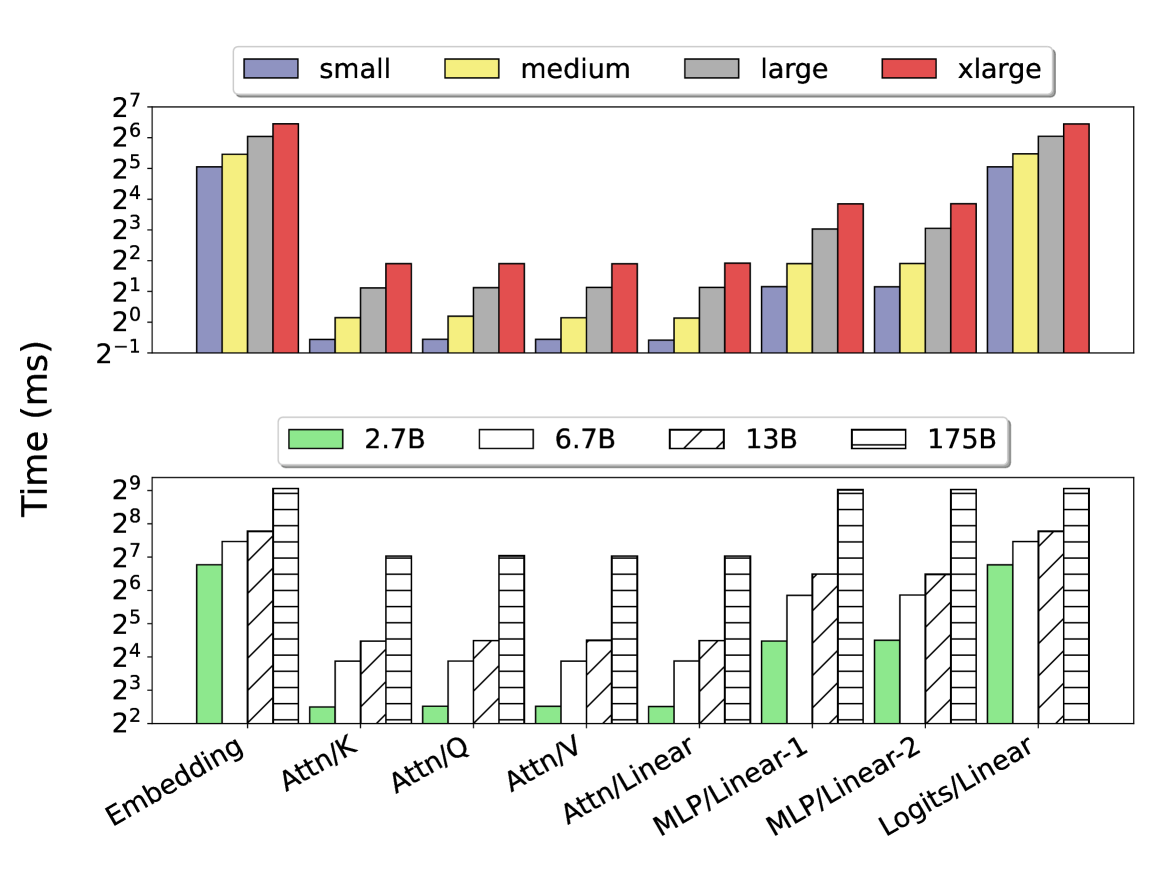 small medium large xlarge
2^7
2^6
2^5
2^4
2^3
2^2
2^1
2^0
2^−1
Time (ms)
2.7B 6.7B 13B 175B
2^9
2^8
2^7
2^6
2^5
2^4
2^3
2^2
Embedding
Attn/K
Attn/Q
Attn/V
Attn/Linear
MLP/Linear-1
MLP/Linear-2
Logits/Linear